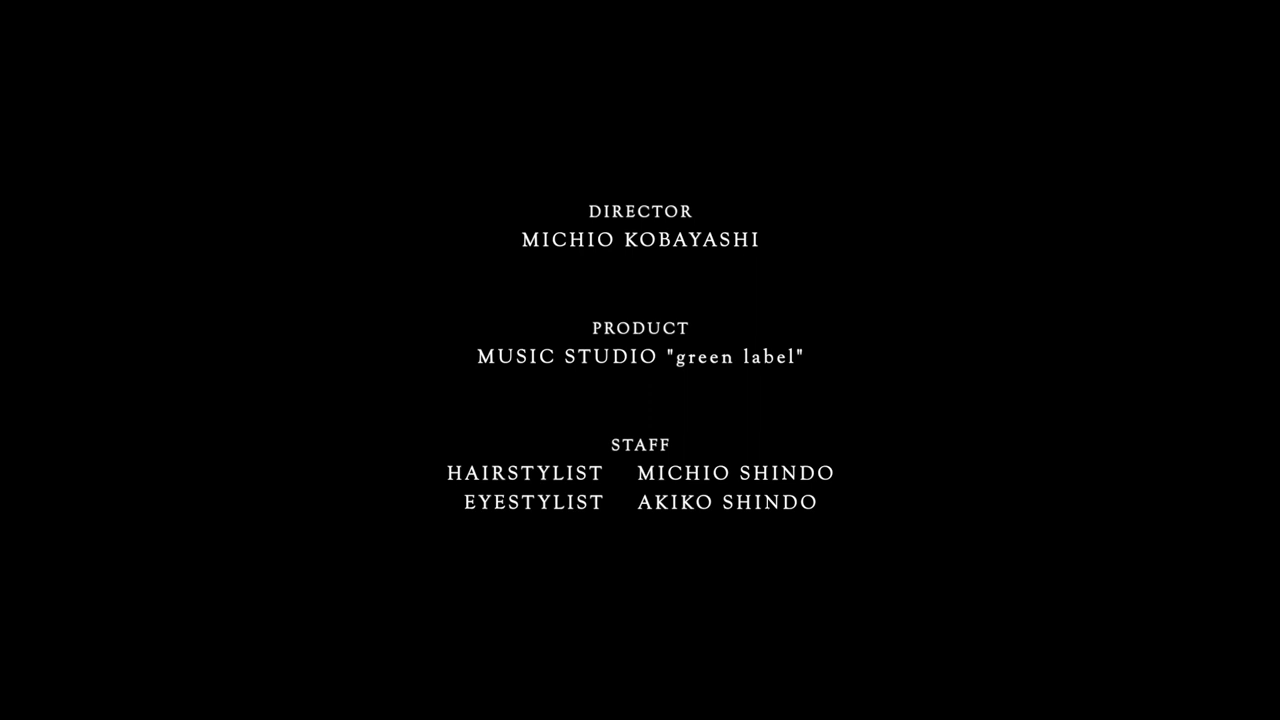 DIRECTOR
MICHIO KOBAYASHI
PRODUCT
MUSIC STUDIO "green label"
STAFF
HAIRSTYLIST MICHIO SHINDO
EYESTYLIST AKIKO SHINDO